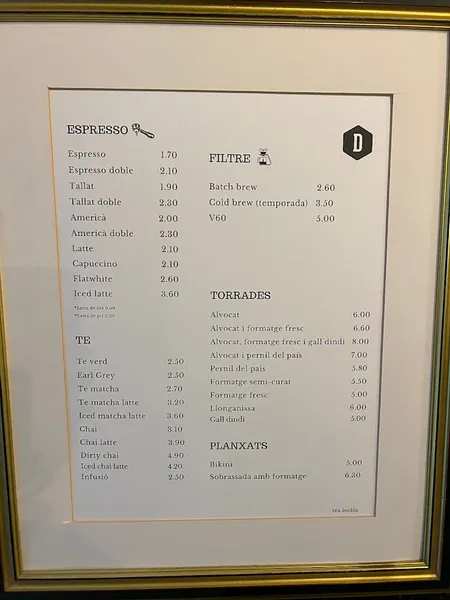 ESPRESSO
Espresso 1.70
Espresso doble 2.10
Tallat 1.90
Tallat doble 2.30
Americà 2.00
Americà doble 2.30
Latte 2.10
Capuccino 2.10
Flatwhite 2.60
Iced latte 3.60
TE
Te verd 2.50
Earl Grey 2.50
Te matcha 2.70
Te matcha latte 3.20
Iced matcha latte 3.60
Chai 3.10
Chai latte 3.90
Dirty chai 4.90
Iced chai latte 4.20
Infusió 2.50
D
FILTRE
Batch brew 2.60
Cold brew (temporada) 3.50
V60 5.00
TORRADES
Alvocat 6.00
Alvocat i formatge fresc 6.60
Alvocat, formatge fresc i gall dindi 8.00
Alvocat i pernil del país 7.00
Pernil del país 5.80
Formatge semi-curat 5.50
Formatge fresc 5.00
Llonganissa 6.00
Gall dindi 5.00
PLANXATS
Bikini 5.00
Sobrassada amb formatge 6.30